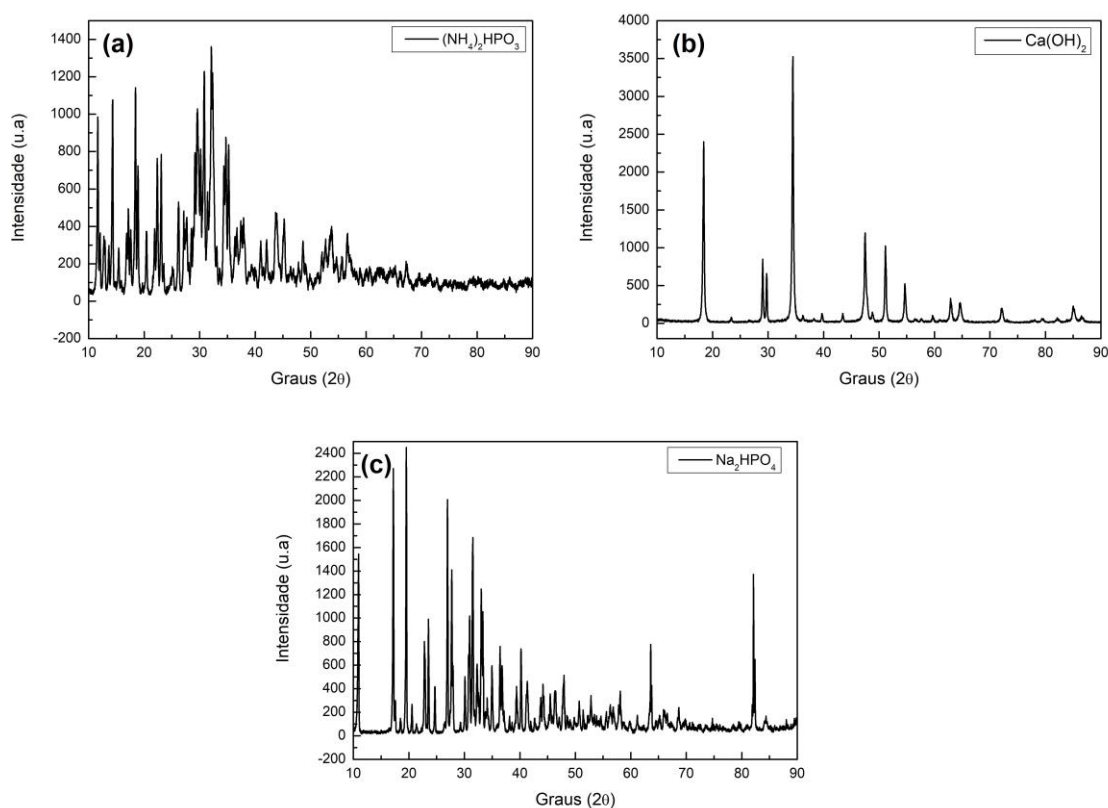 (a)
(NH₄)₂HPO₃
1400
1200
1000
800
600
400
200
0
-200
Intensidade (u.a)
10 20 30 40 50 60 70 80 90
Graus (2θ)
(b)
Ca(OH)₂
4000
3500
3000
2500
2000
1500
1000
500
0
Intensidade (u.a)
10 20 30 40 50 60 70 80 90
Graus (2θ)
(c)
Na₂HPO₄
2400
2200
2000
1800
1600
1400
1200
1000
800
600
400
200
0
-200
Intensidade (u.a)
10 20 30 40 50 60 70 80 90
Graus (2θ)